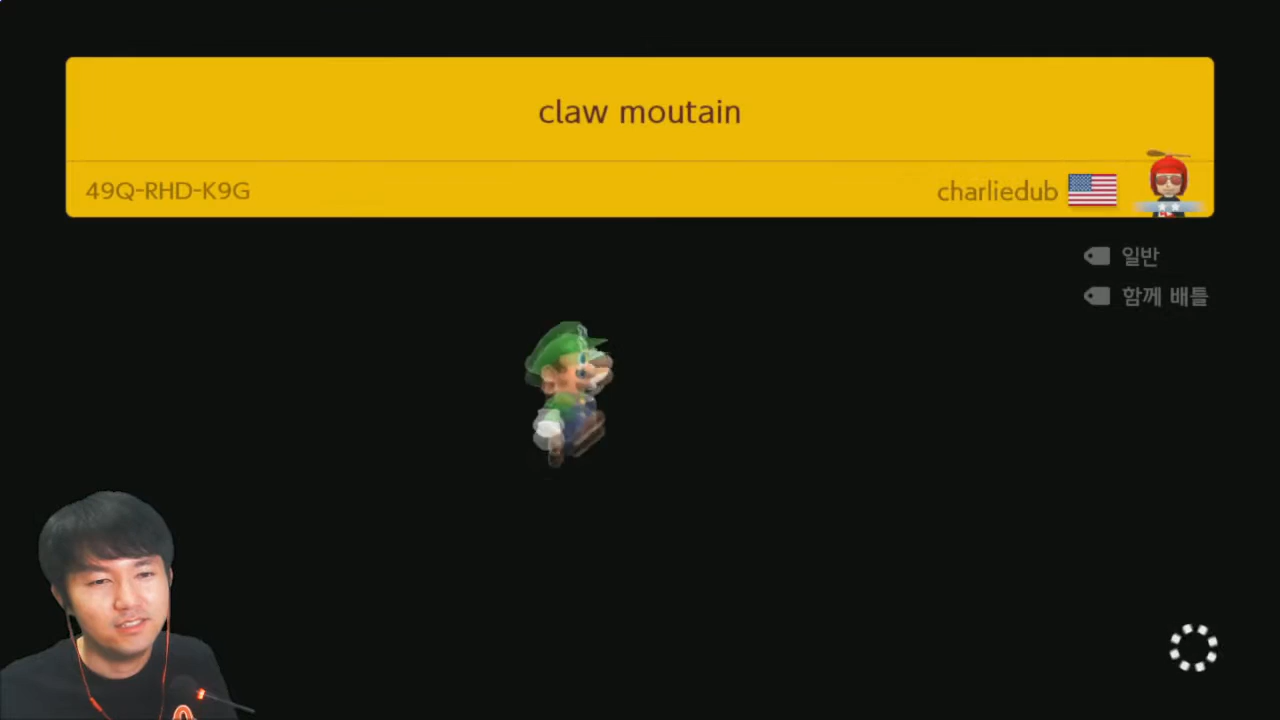 claw moutain
49Q-RHD-K9G
charliedub
일반
함께 배틀